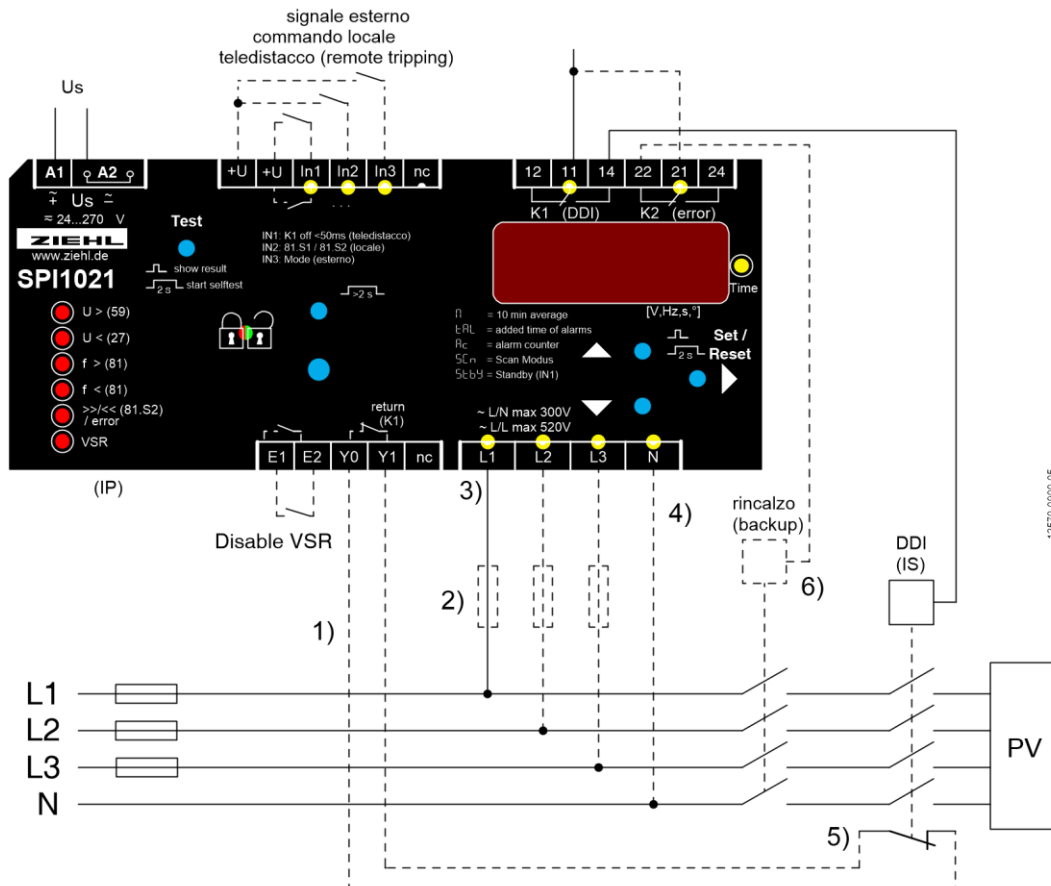 signale esterno
commando locale
teledistacco (remote tripping)
Us
A1 A2
+U +U In1 In2 In3 nc
12 11 14 22 21 24
Us
≂ 24...270 V
K1 (DDI) K2 (error)
ZIEHL
www.ziehl.de
SPI1021
Test
show result
2 s start selftest
IN1: K1 off <50ms (teledistacco)
IN2: 81.S1 / 81.S2 (locale)
IN3: Mode (esterno)
>2 s
Time
[V,Hz,s,°]
= 10 min average
tAL = added time of alarms
Ac = alarm counter
SCn = Scan Modus
Stby = Standby (IN1)
Set /
2 s Reset
U > (59)
U < (27)
f > (81)
f < (81)
>>/<< (81.S2)
/ error
VSR
return
(K1)
~ L/N max 300V
~ L/L max 520V
E1 E2 Y0 Y1 nc
L1 L2 L3 N
(IP)
Disable VSR
3)
4)
rincalzo
(backup)
DDI
(IS)
2)
6)
1)
L1
L2
L3
N
PV
5)